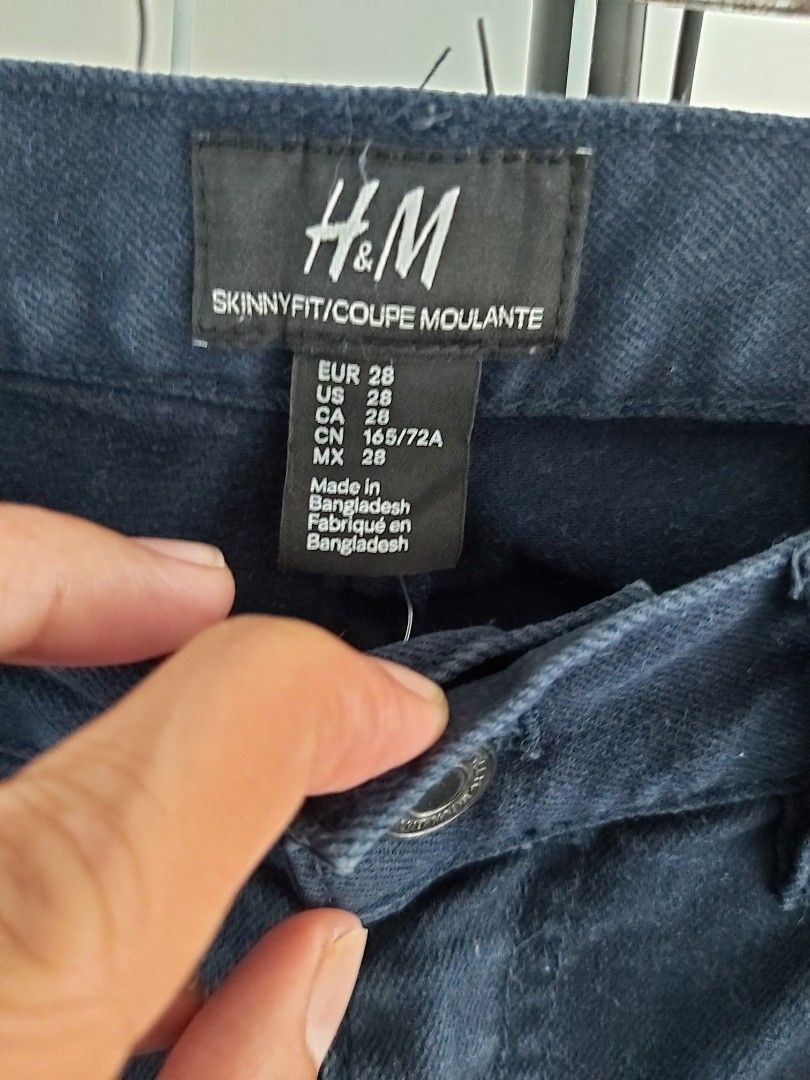 H&M
SKINNYFIT/COUPE MOULANTE
EUR 28
US 28
CA 28
CN 165/72A
MX 28
Made in
Bangladesh
Fabriqué en
Bangladesh